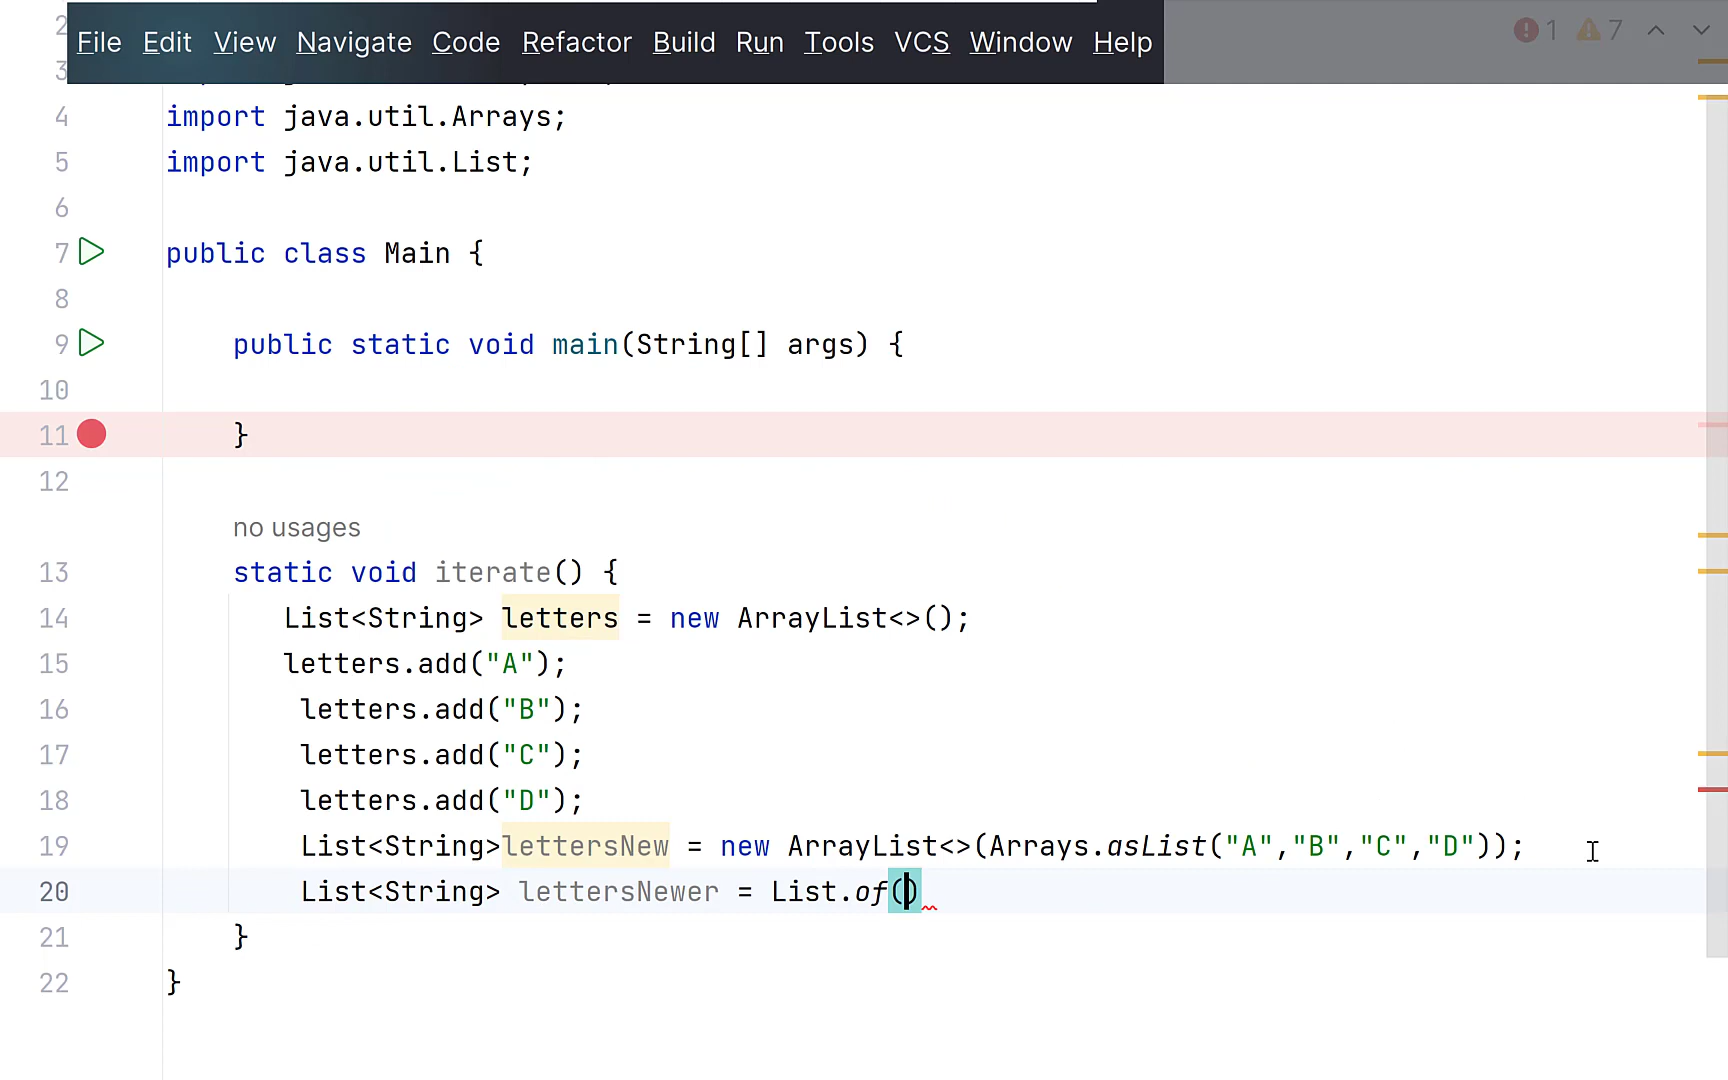 File Edit View Navigate Code Refactor Build Run Tools VCS Window Help
1 7
2
3
4 import java.util.Arrays;
5 import java.util.List;
6
7 public class Main {
8
9 public static void main(String[] args) {
10
11 }
12
no usages
13 static void iterate() {
14 List<String> letters = new ArrayList<>();
15 letters.add("A");
16 letters.add("B");
17 letters.add("C");
18 letters.add("D");
19 List<String>lettersNew = new ArrayList<>(Arrays.asList("A","B","C","D"));
20 List<String> lettersNewer = List.of()
21 }
22 }